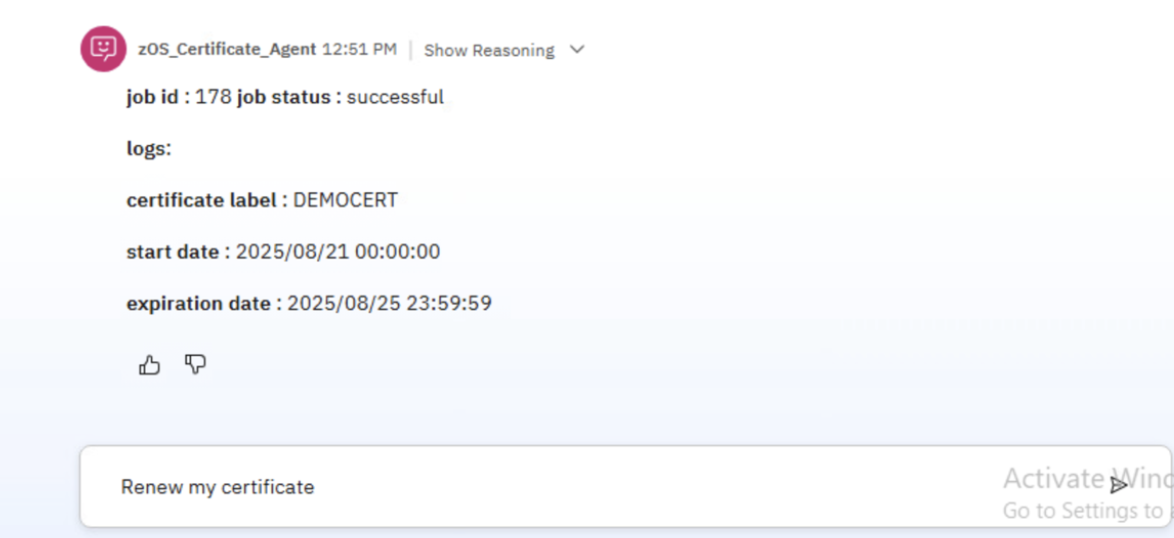 zOS_Certificate_Agent 12:51 PM | Show Reasoning
job id : 178 job status : successful
logs:
certificate label : DEMOCERT
start date : 2025/08/21 00:00:00
expiration date : 2025/08/25 23:59:59
Renew my certificate
Activate Wind
Go to Settings to a